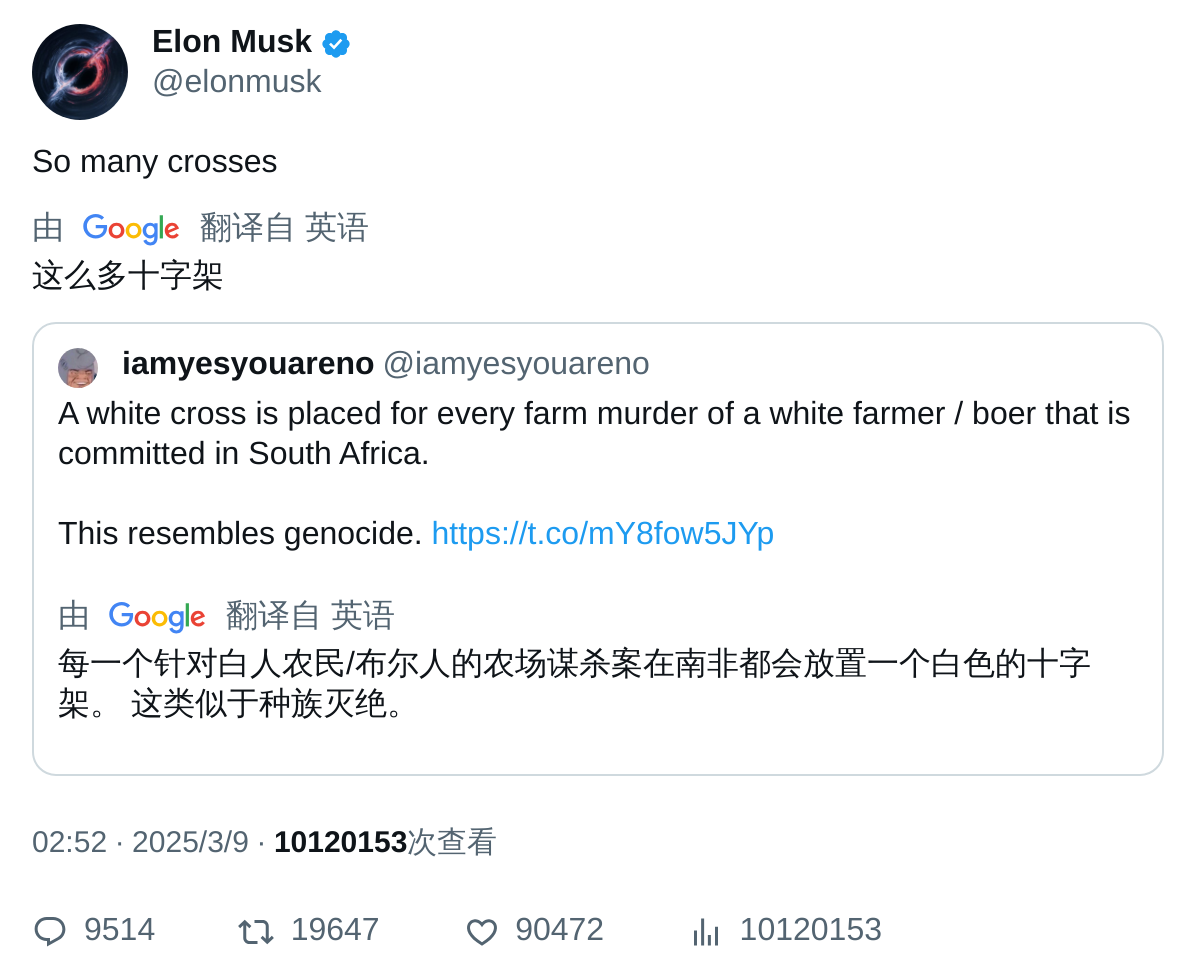 Elon Musk
@elonmusk
So many crosses
由 Google 翻译自 英语
这么多十字架
iamyesyouareno @iamyesyouareno
A white cross is placed for every farm murder of a white farmer / boer that is
committed in South Africa.
This resembles genocide. https://t.co/mY8fow5JYp
由 Google 翻译自 英语
每一个针对白人农民/布尔人的农场谋杀案在南非都会放置一个白色的十字
架。 这类似于种族灭绝。
02:52 · 2025/3/9 · 10120153次查看
9514 19647 90472 10120153